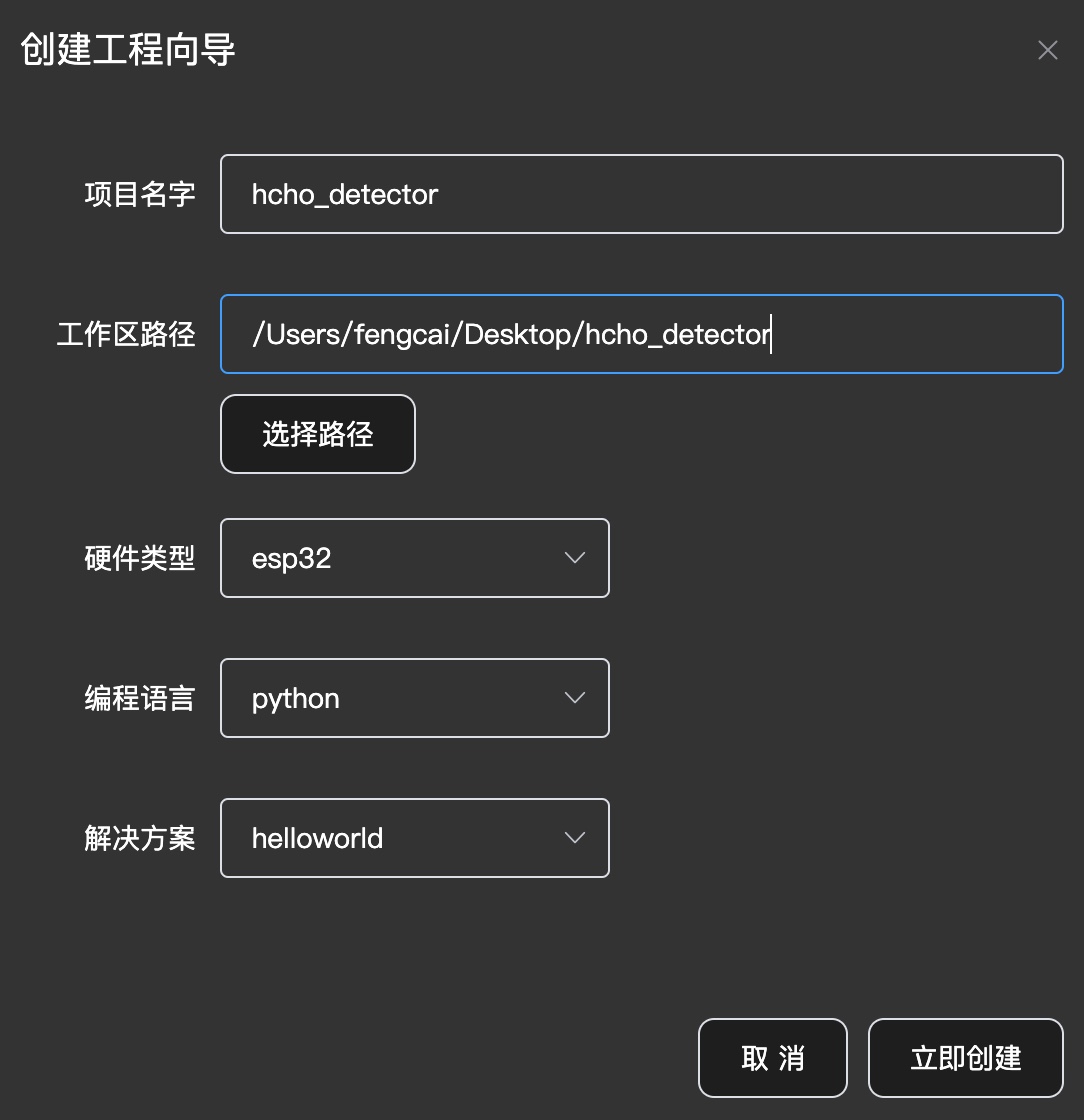 创建工程向导
项目名字 hcho_detector
工作区路径 /Users/fengcai/Desktop/hcho_detector
选择路径
硬件类型 esp32
编程语言 python
解决方案 helloworld
取 消 立即创建